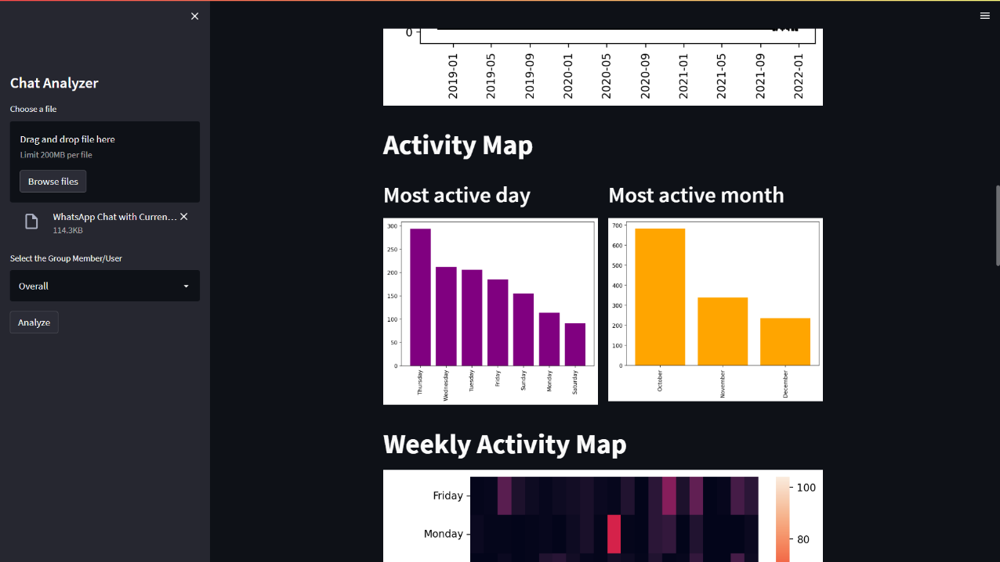 Chat Analyzer
Choose a file
Drag and drop file here
Limit 200MB per file
Browse files
WhatsApp Chat with Curren...
114.3KB
Select the Group Member/User
Overall
Analyze
0
2019-01
2019-05
2019-09
2020-01
2020-05
2020-09
2021-01
2021-05
2021-09
2022-01
Activity Map
Most active day
300
250
200
150
100
50
0
Thursday
Wednesday
Tuesday
Friday
Sunday
Monday
Saturday
Most active month
700
600
500
400
300
200
100
0
October
November
December
Weekly Activity Map
Friday
Monday
100
80